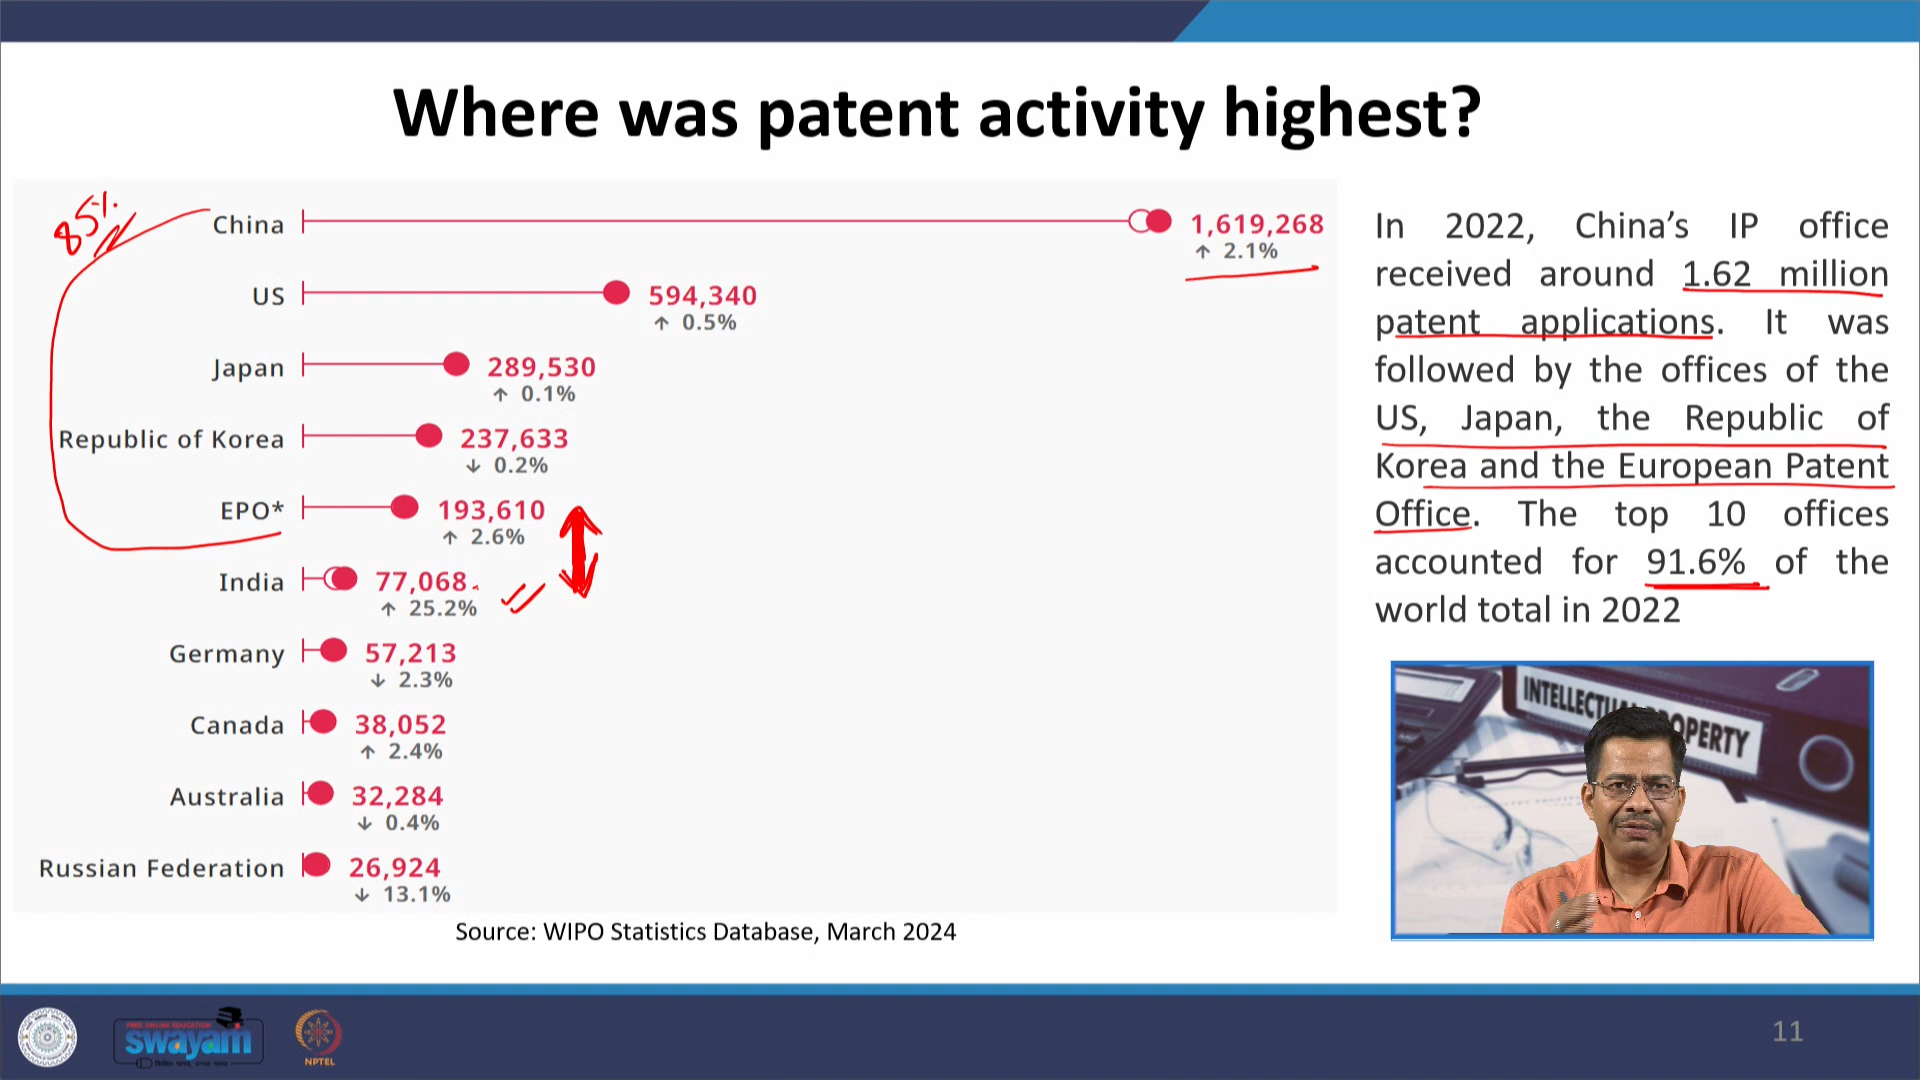 Where was patent activity highest?
85%
China
1,619,268
↑ 2.1%
US
594,340
↑ 0.5%
Japan
289,530
↑ 0.1%
Republic of Korea
237,633
↓ 0.2%
EPO*
193,610
↑ 2.6%
India
77,068
↑ 25.2%
Germany
57,213
↓ 2.3%
Canada
38,052
↑ 2.4%
Australia
32,284
↓ 0.4%
Russian Federation
26,924
↓ 13.1%
Source: WIPO Statistics Database, March 2024
In 2022, China’s IP office
received around 1.62 million
patent applications. It was
followed by the offices of the
US, Japan, the Republic of
Korea and the European Patent
Office. The top 10 offices
accounted for 91.6% of the
world total in 2022
INTELLECTUAL PROPERTY
FREE ONLINE EDUCATION
swayam
NPTEL
11